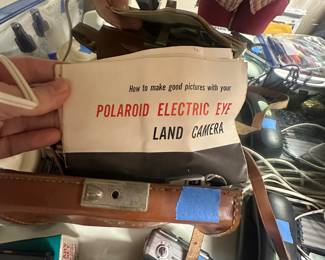 How to make good pictures with your
POLAROID ELECTRIC EYE
LAND CAMERA